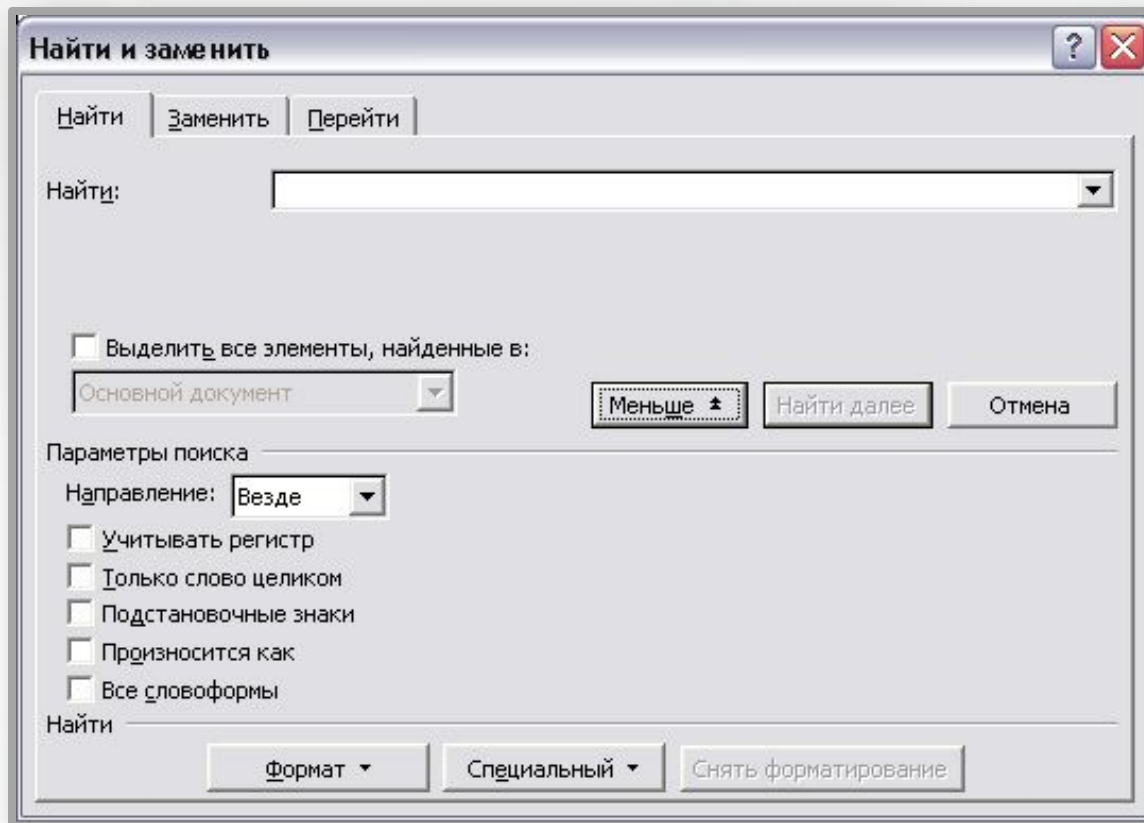 Найти и заменить
Найти Заменить Перейти
Найти:
Выделить все элементы, найденные в:
Основной документ
Меньше Найти далее Отмена
Параметры поиска
Направление: Везде
Учитывать регистр
Только слово целиком
Подстановочные знаки
Произносится как
Все словоформы
Найти
Формат Специальный Снять форматирование